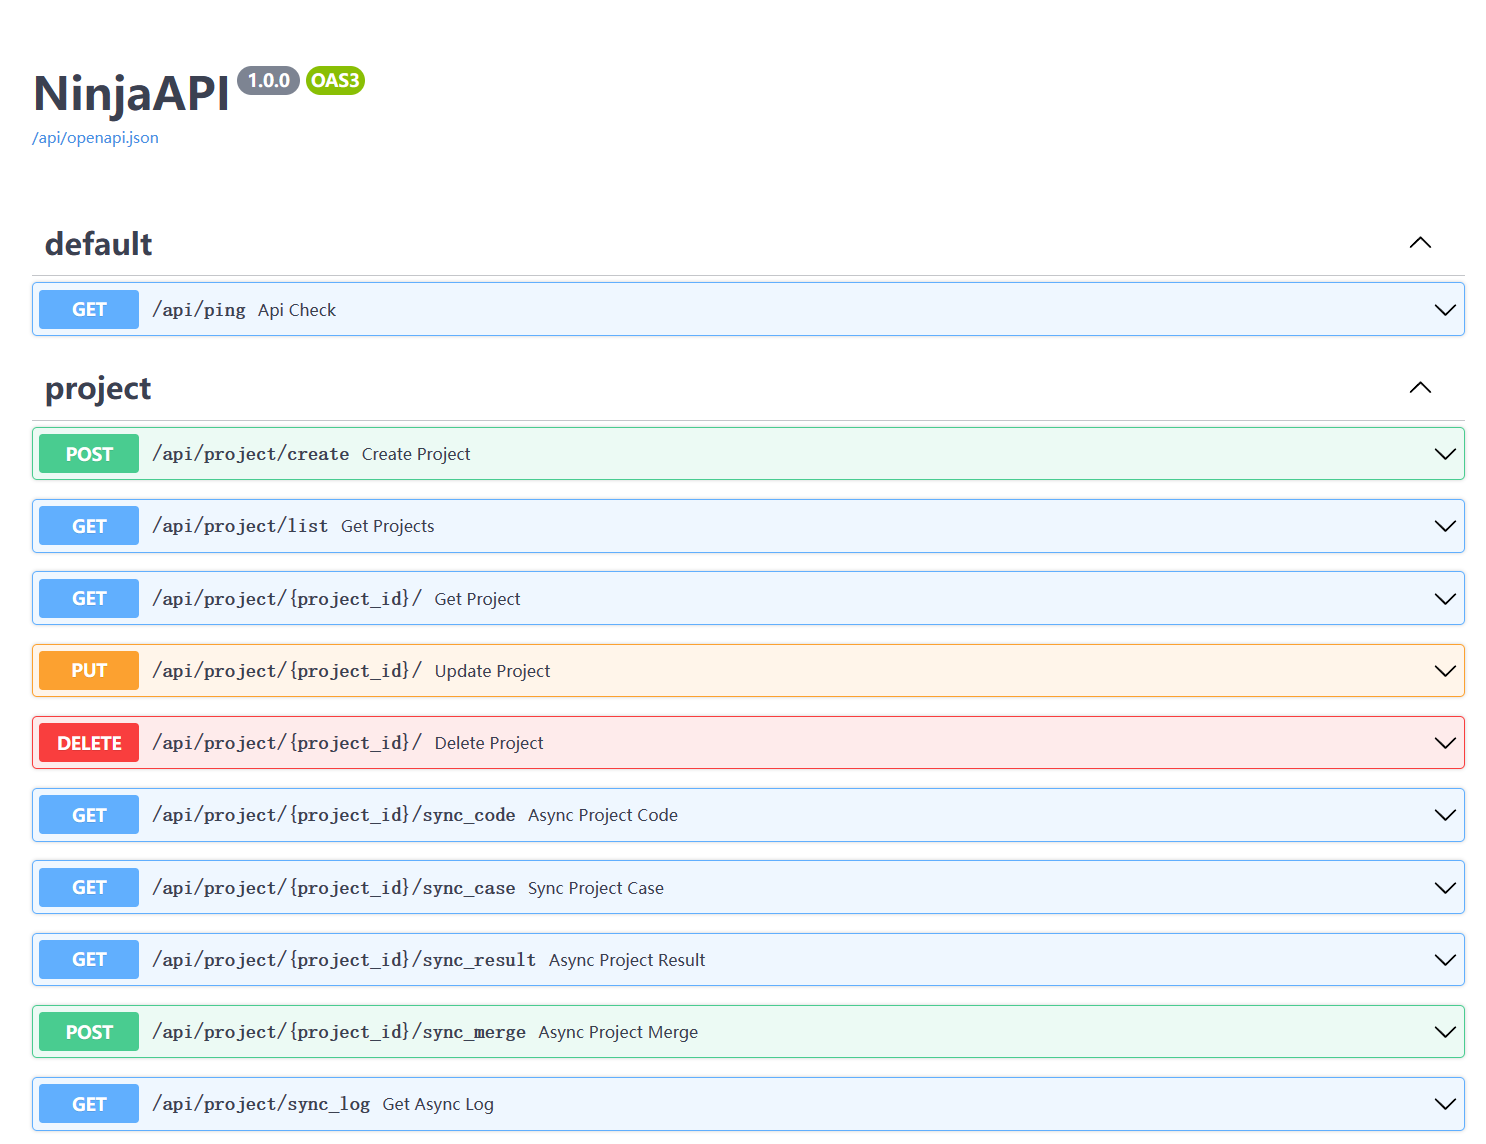 NinjaAPI 1.0.0 OAS3
/api/openapi.json
default
GET /api/ping Api Check
project
POST /api/project/create Create Project
GET /api/project/list Get Projects
GET /api/project/{project_id}/ Get Project
PUT /api/project/{project_id}/ Update Project
DELETE /api/project/{project_id}/ Delete Project
GET /api/project/{project_id}/sync_code Async Project Code
GET /api/project/{project_id}/sync_case Sync Project Case
GET /api/project/{project_id}/sync_result Async Project Result
POST /api/project/{project_id}/sync_merge Async Project Merge
GET /api/project/sync_log Get Async Log